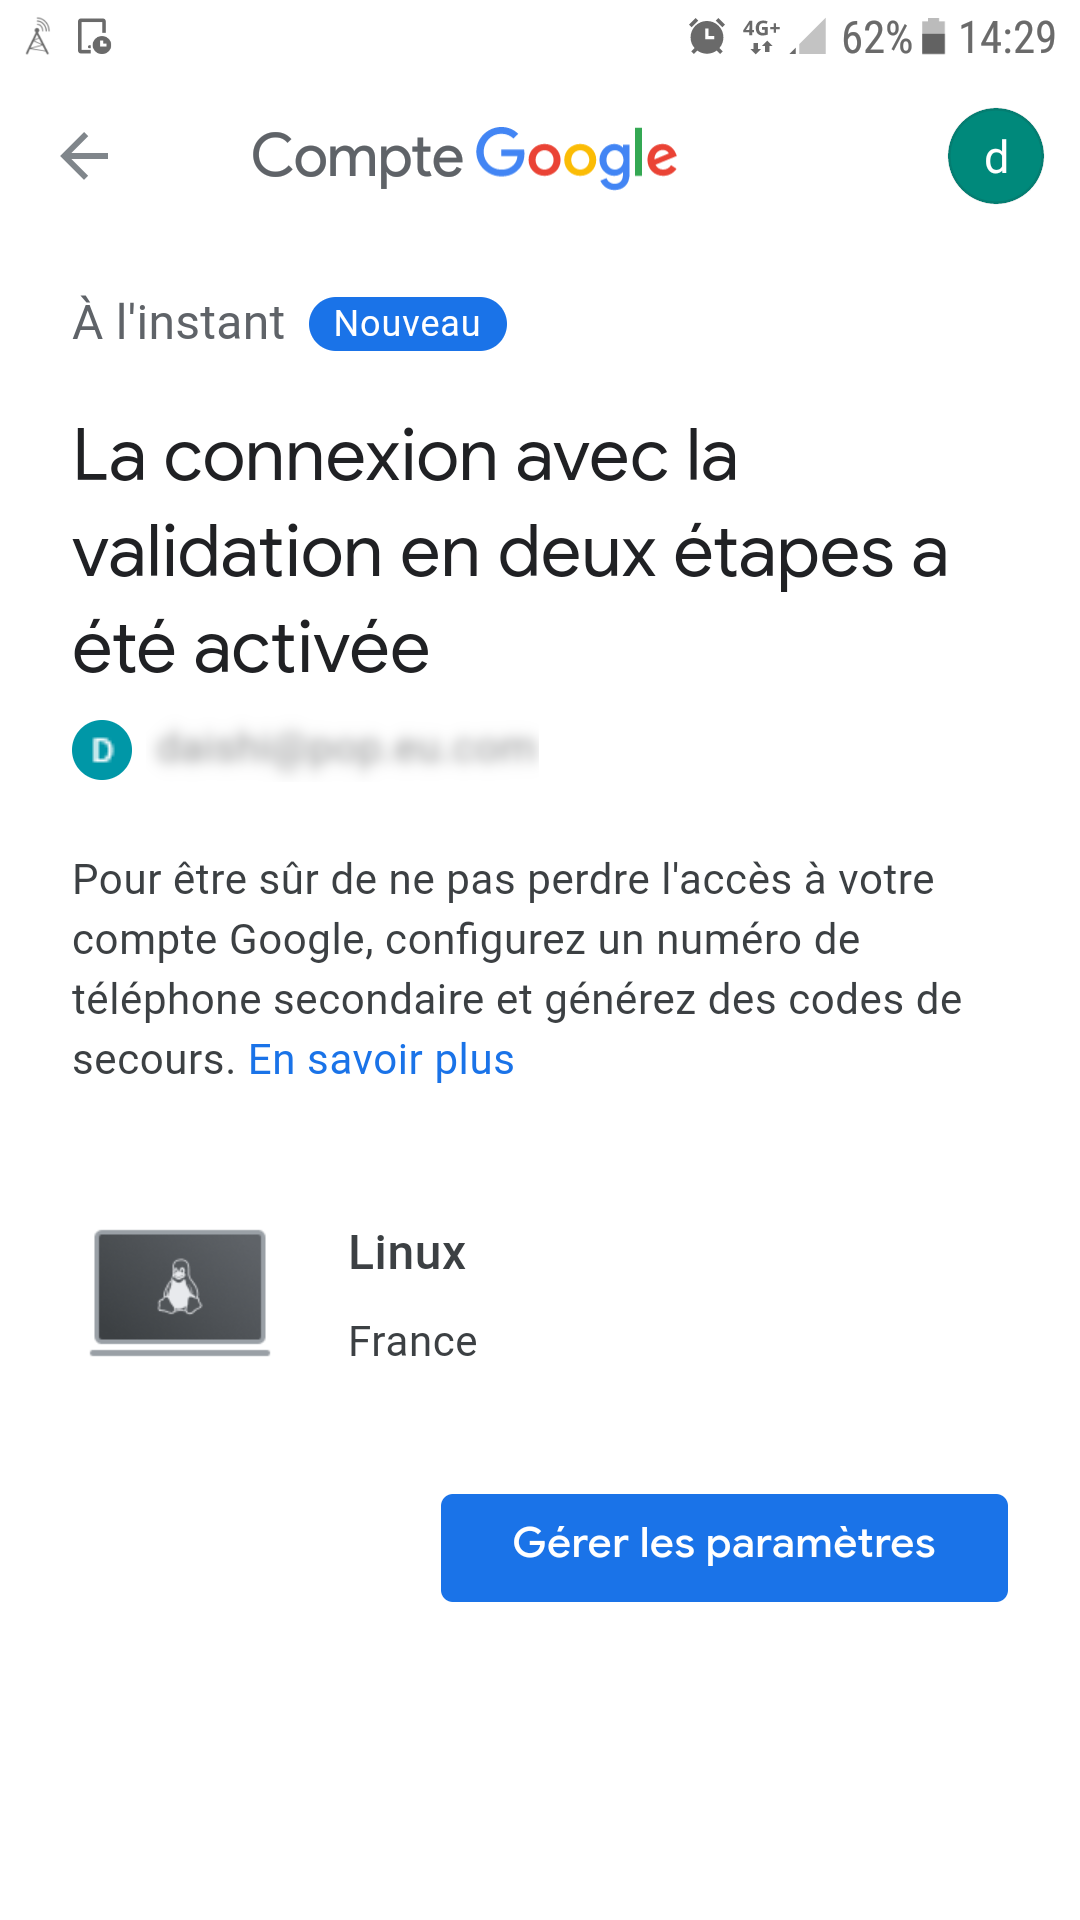 4G+ 62% 14:29
Compte Google
d
À l'instant Nouveau
La connexion avec la
validation en deux étapes a
été activée
D
Pour être sûr de ne pas perdre l'accès à votre
compte Google, configurez un numéro de
téléphone secondaire et générez des codes de
secours. En savoir plus
Linux
France
Gérer les paramètres